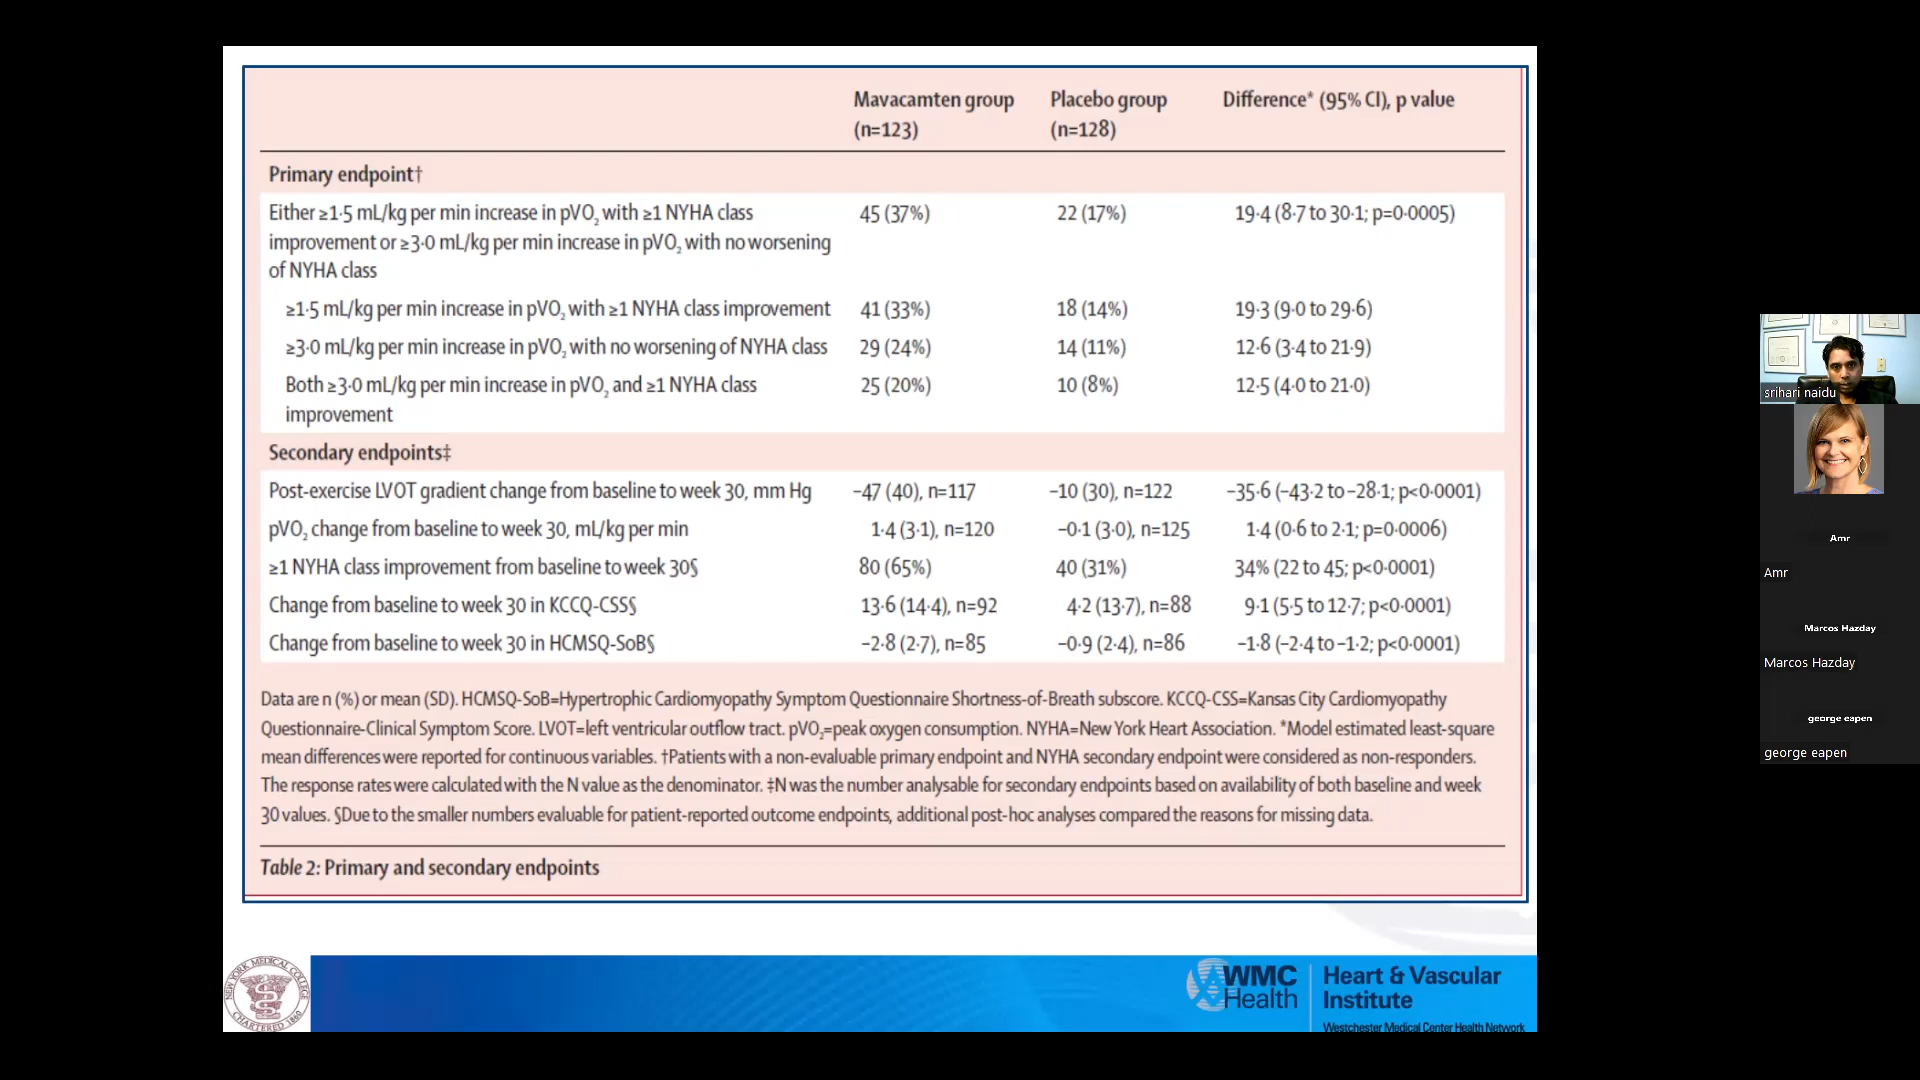 Mavacamten group Placebo group Difference* (95% CI), p value
(n=123) (n=128)
Primary endpoint†
Either ≥1·5 mL/kg per min increase in pVO₂ with ≥1 NYHA class 45 (37%) 22 (17%) 19·4 (8·7 to 30·1; p=0·0005)
improvement or ≥3·0 mL/kg per min increase in pVO₂ with no worsening
of NYHA class
≥1·5 mL/kg per min increase in pVO₂ with ≥1 NYHA class improvement 41 (33%) 18 (14%) 19·3 (9·0 to 29·6)
≥3·0 mL/kg per min increase in pVO₂ with no worsening of NYHA class 29 (24%) 14 (11%) 12·6 (3·4 to 21·9)
Both ≥3·0 mL/kg per min increase in pVO₂ and ≥1 NYHA class 25 (20%) 10 (8%) 12·5 (4·0 to 21·0)
improvement
Secondary endpoints‡
Post-exercise LVOT gradient change from baseline to week 30, mm Hg −47 (40), n=117 −10 (30), n=122 −35·6 (−43·2 to −28·1; p<0·0001)
pVO₂ change from baseline to week 30, mL/kg per min 1·4 (3·1), n=120 −0·1 (3·0), n=125 1·4 (0·6 to 2·1; p=0·0006)
≥1 NYHA class improvement from baseline to week 30§ 80 (65%) 40 (31%) 34% (22 to 45; p<0·0001)
Change from baseline to week 30 in KCCQ-CSS§ 13·6 (14·4), n=92 4·2 (13·7), n=88 9·1 (5·5 to 12·7; p<0·0001)
Change from baseline to week 30 in HCMSQ-SoB§ −2·8 (2·7), n=85 −0·9 (2·4), n=86 −1·8 (−2·4 to −1·2; p<0·0001)
Data are n (%) or mean (SD). HCMSQ-SoB=Hypertrophic Cardiomyopathy Symptom Questionnaire Shortness-of-Breath subscore. KCCQ-CSS=Kansas City Cardiomyopathy
Questionnaire-Clinical Symptom Score. LVOT=left ventricular outflow tract. pVO₂=peak oxygen consumption. NYHA=New York Heart Association. *Model estimated least-square
mean differences were reported for continuous variables. †Patients with a non-evaluable primary endpoint and NYHA secondary endpoint were considered as non-responders.
The response rates were calculated with the N value as the denominator. ‡N was the number analysable for secondary endpoints based on availability of both baseline and week
30 values. §Due to the smaller numbers evaluable for patient-reported outcome endpoints, additional post-hoc analyses compared the reasons for missing data.
Table 2: Primary and secondary endpoints
NEW YORK MEDICAL COLLEGE
CHARTERED 1860
WMC
Health
Heart & Vascular
Institute
Westchester Medical Center Health Network
srihari naidu
Amr
Amr
Marcos Hazday
Marcos Hazday
george eapen
george eapen